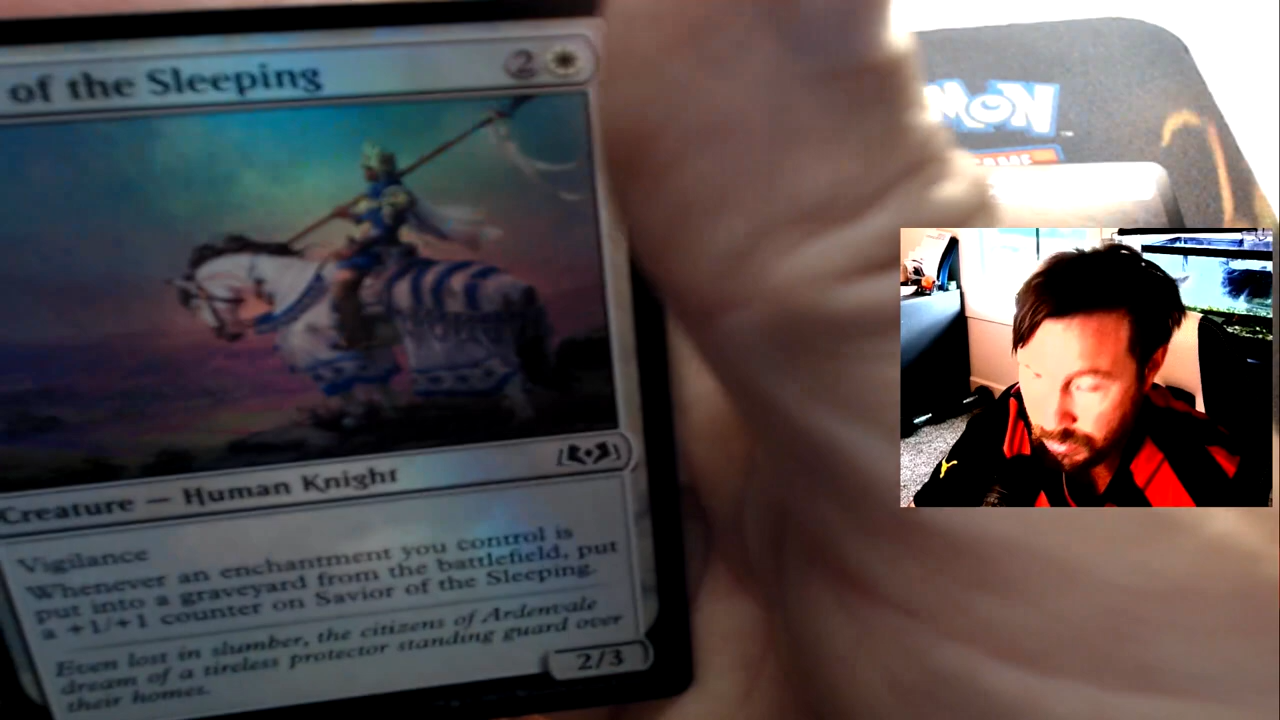 of the Sleeping 2
Creature — Human Knight
Vigilance
Whenever an enchantment you control is
put into a graveyard from the battlefield, put
a +1/+1 counter on Savior of the Sleeping.
Even lost in slumber, the citizens of Ardenvale
dream of a tireless protector standing guard over
their homes.
2/3